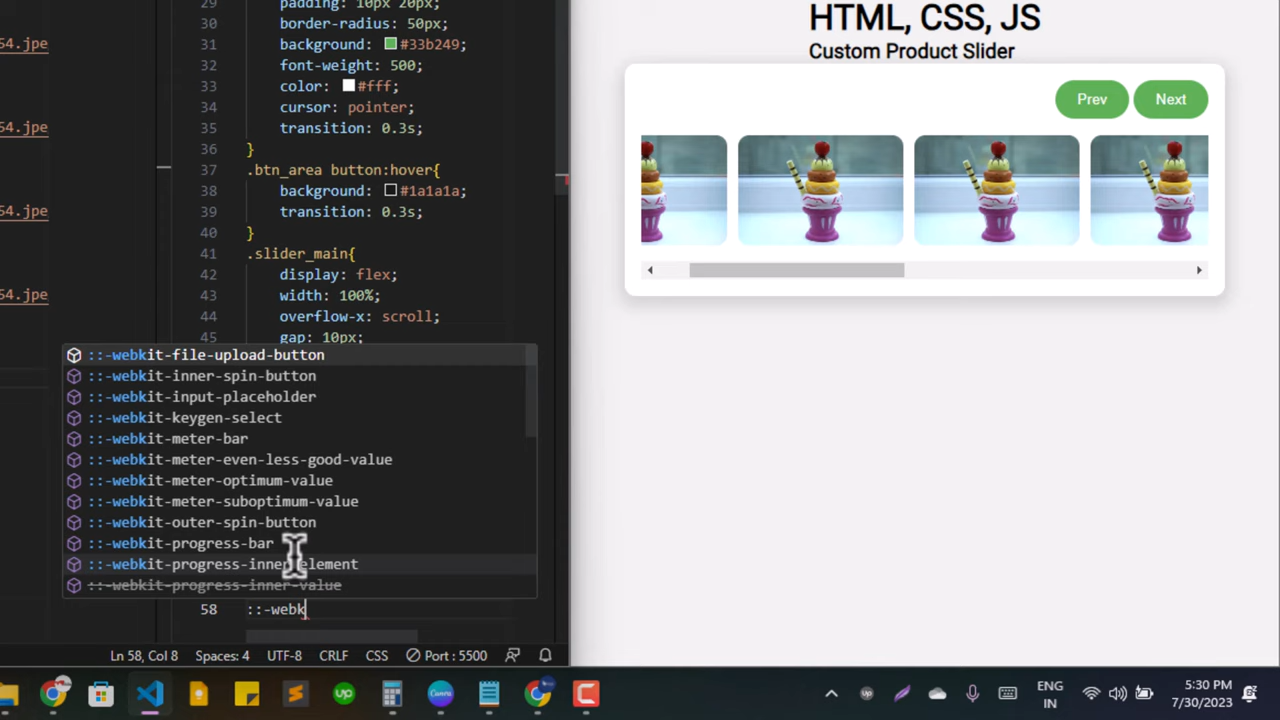 54.jpe
54.jpe
54.jpe
54.jpe
29 padding: 10px 20px;
30 border-radius: 50px;
31 background: #33b249;
32 font-weight: 500;
33 color: #fff;
34 cursor: pointer;
35 transition: 0.3s;
36 }
37 .btn_area button:hover{
38 background: #1a1a1a;
39 transition: 0.3s;
40 }
41 .slider_main{
42 display: flex;
43 width: 100%;
44 overflow-x: scroll;
45 gap: 10px;
::-webkit-file-upload-button
::-webkit-inner-spin-button
::-webkit-input-placeholder
::-webkit-keygen-select
::-webkit-meter-bar
::-webkit-meter-even-less-good-value
::-webkit-meter-optimum-value
::-webkit-meter-suboptimum-value
::-webkit-outer-spin-button
::-webkit-progress-bar
::-webkit-progress-inner-element
::-webkit-progress-inner-value
58 ::-webk
Ln 58, Col 8 Spaces: 4 UTF-8 CRLF CSS Port : 5500
HTML, CSS, JS
Custom Product Slider
Prev Next
up
up
ENG
IN
5:30 PM
7/30/2023